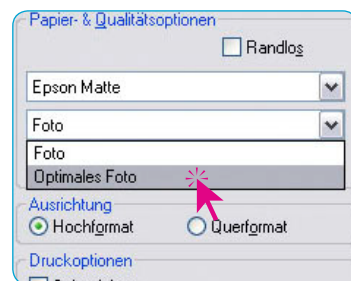 Papier- & Qualitätsoptionen
Randlos
Epson Matte
Foto
Foto
Optimales Foto
Ausrichtung
Hochformat Querformat
Druckoptionen